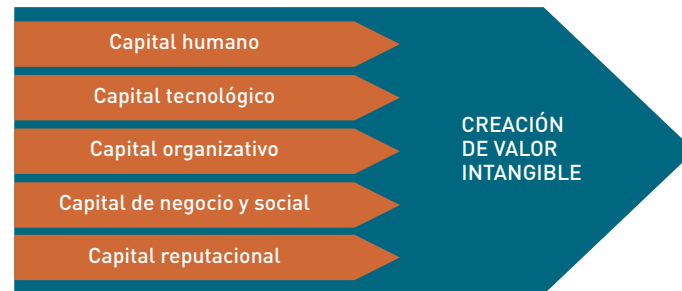 Capital humano
Capital tecnológico
Capital organizativo
Capital de negocio y social
Capital reputacional
CREACIÓN
DE VALOR
INTANGIBLE